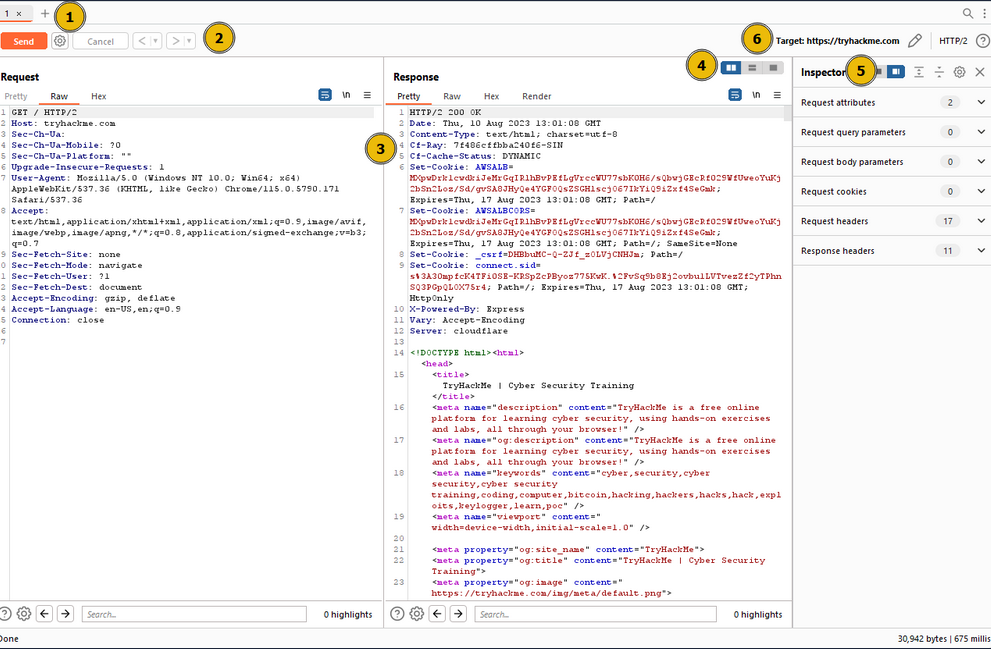 1 × +
1
Send
Cancel
< >
2
6
Target: https://tryhackme.com
HTTP/2
Request
Pretty Raw Hex
\n
1 GET / HTTP/2
2 Host: tryhackme.com
3 Sec-Ch-Ua:
4 Sec-Ch-Ua-Mobile: ?0
5 Sec-Ch-Ua-Platform: ""
6 Upgrade-Insecure-Requests: 1
7 User-Agent: Mozilla/5.0 (Windows NT 10.0; Win64; x64)
AppleWebKit/537.36 (KHTML, like Gecko) Chrome/115.0.5790.171
Safari/537.36
8 Accept:
text/html,application/xhtml+xml,application/xml;q=0.9,image/avif,
image/webp,image/apng,*/*;q=0.8,application/signed-exchange;v=b3;
q=0.7
9 Sec-Fetch-Site: none
0 Sec-Fetch-Mode: navigate
1 Sec-Fetch-User: ?1
2 Sec-Fetch-Dest: document
3 Accept-Encoding: gzip, deflate
4 Accept-Language: en-US,en;q=0.9
5 Connection: close
6
7
Search...
0 highlights
Response
4
Pretty Raw Hex Render
\n
3
1 HTTP/2 200 OK
2 Date: Thu, 10 Aug 2023 13:01:08 GMT
3 Content-Type: text/html; charset=utf-8
4 Cf-Ray: 7f486cffbba240f6-SIN
5 Cf-Cache-Status: DYNAMIC
6 Set-Cookie: AWSALB=
Expires=Thu, 17 Aug 2023 13:01:08 GMT; Path=/
7 Set-Cookie: AWSALBCORS=
Expires=Thu, 17 Aug 2023 13:01:08 GMT; Path=/; SameSite=None
8 Set-Cookie: _csrf=DHBbuMC-Q-ZJf_z0LVjCNHJm; Path=/
9 Set-Cookie: connect.sid=
Path=/; Expires=Thu, 17 Aug 2023 13:01:08 GMT;
HttpOnly
10 X-Powered-By: Express
11 Vary: Accept-Encoding
12 Server: cloudflare
13
14 <!DOCTYPE html><html>
<head>
15 <title>
TryHackMe | Cyber Security Training
</title>
16 <meta name="description" content="TryHackMe is a free online
platform for learning cyber security, using hands-on exercises
and labs, all through your browser!" />
17 <meta name="og:description" content="TryHackMe is a free online
platform for learning cyber security, using hands-on exercises
and labs, all through your browser!" />
18 <meta name="keywords" content="cyber,security,cyber
security,cyber security
training,coding,computer,bitcoin,hacking,hackers,hacks,hack,expl
oits,keylogger,learn,poc" />
19 <meta name="viewport" content="
width=device-width,initial-scale=1.0" />
20
21 <meta property="og:site_name" content="TryHackMe">
22 <meta property="og:title" content="TryHackMe | Cyber Security
Training">
23 <meta property="og:image" content="
https://tryhackme.com/img/meta/default.png">
Search...
0 highlights
Inspector
5
Request attributes 2
Request query parameters 0
Request body parameters 0
Request cookies 0
Request headers 17
Response headers 11
Done
30,942 bytes | 675 millis